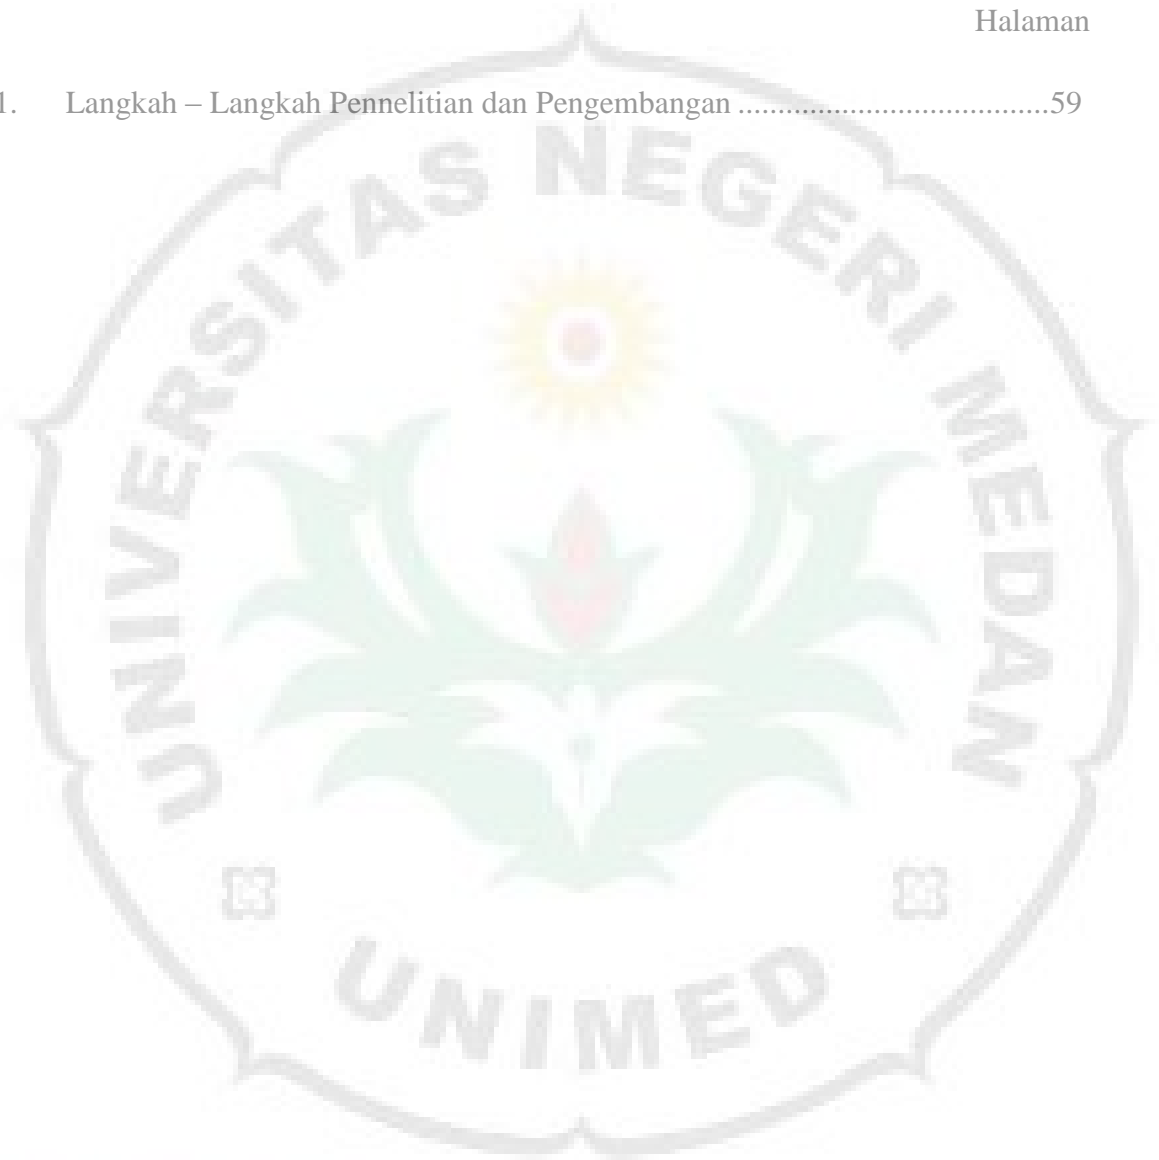 Halaman
1. Langkah – Langkah Pennelitian dan Pengembangan .......................................59
UNIVERSITAS NEGERI MEDAN
UNIMED